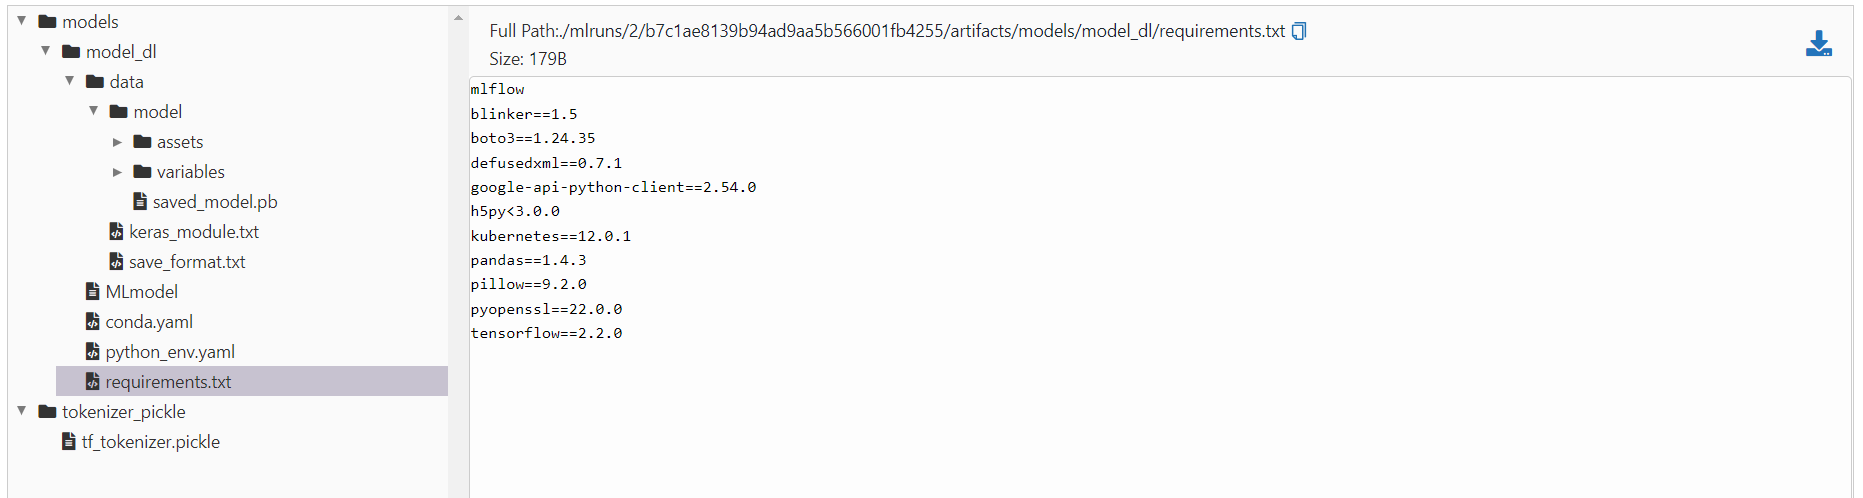 models
model_dl
data
model
assets
variables
saved_model.pb
keras_module.txt
save_format.txt
MLmodel
conda.yaml
python_env.yaml
requirements.txt
tokenizer_pickle
tf_tokenizer.pickle
Full Path:./mlruns/2/b7c1ae8139b94ad9aa5b566001fb4255/artifacts/models/model_dl/requirements.txt
Size: 179B
mlflow
blinker==1.5
boto3==1.24.35
defusedxml==0.7.1
google-api-python-client==2.54.0
h5py<3.0.0
kubernetes==12.0.1
pandas==1.4.3
pillow==9.2.0
pyopenssl==22.0.0
tensorflow==2.2.0